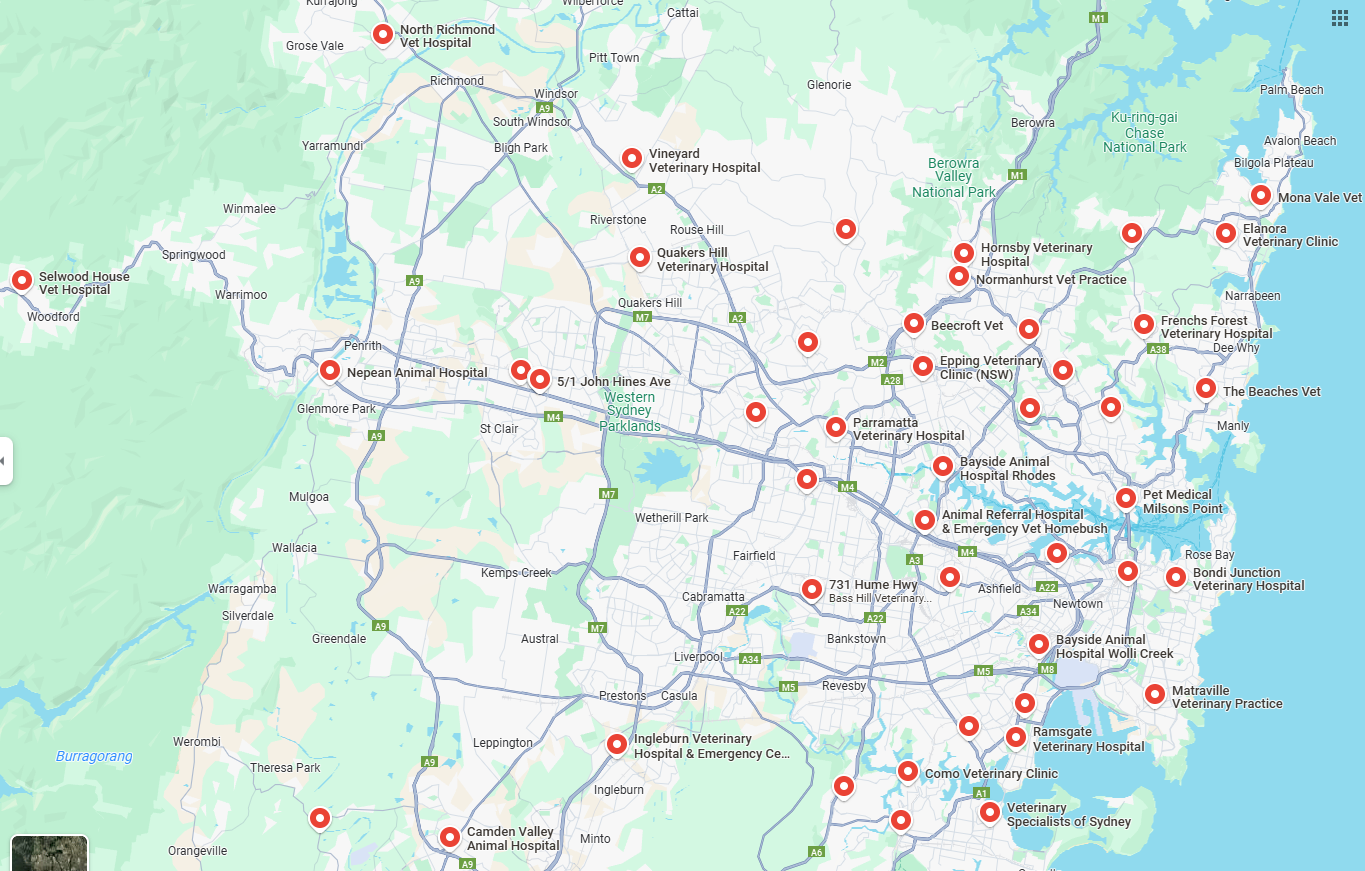 Kurrajong
Wilberforce
Cattai
M1
North Richmond
Vet Hospital
Grose Vale
Pitt Town
Richmond
Glenorie
Windsor
Palm Beach
A9
South Windsor
Berowra
Ku-ring-gai
Chase
National Park
Yarramundi
Bligh Park
Avalon Beach
Vineyard
Veterinary Hospital
Berowra
Valley
National Park
Bilgola Plateau
M1
A2
Mona Vale Vet
Winmalee
Riverstone
Rouse Hill
Elanora
Veterinary Clinic
Springwood
Quakers Hill
Veterinary Hospital
Hornsby Veterinary
Hospital
Selwood House
Vet Hospital
A9
Normanhurst Vet Practice
Warrimoo
Quakers Hill
Narrabeen
Woodford
M7
A2
Beecroft Vet
Frenchs Forest
Veterinary Hospital
Penrith
A38
Dee Why
M2
Epping Veterinary
Clinic (NSW)
Nepean Animal Hospital
5/1 John Hines Ave
A28
The Beaches Vet
Western
Sydney
Parklands
Glenmore Park
M4
St Clair
Parramatta
Veterinary Hospital
Manly
A9
Bayside Animal
Hospital Rhodes
M7
M4
Mulgoa
Pet Medical
Milsons Point
Wetherill Park
Animal Referral Hospital
& Emergency Vet Homebush
Wallacia
Fairfield
A3
M4
Rose Bay
Kemps Creek
Bondi Junction
Veterinary Hospital
Warragamba
731 Hume Hwy
Bass Hill Veterinary...
Ashfield
A22
Cabramatta
Newtown
Silverdale
A22
A22
A34
A9
M7
Greendale
Austral
Bankstown
Bayside Animal
Hospital Wolli Creek
Liverpool
A34
M5
M8
M5
Revesby
Prestons
Casula
Matraville
Veterinary Practice
Werombi
Leppington
Ingleburn Veterinary
Hospital & Emergency Ce...
Ramsgate
Veterinary Hospital
Burragorang
Theresa Park
A9
Como Veterinary Clinic
Ingleburn
A1
Veterinary
Specialists of Sydney
Camden Valley
Animal Hospital
Minto
Orangeville
A6
A9